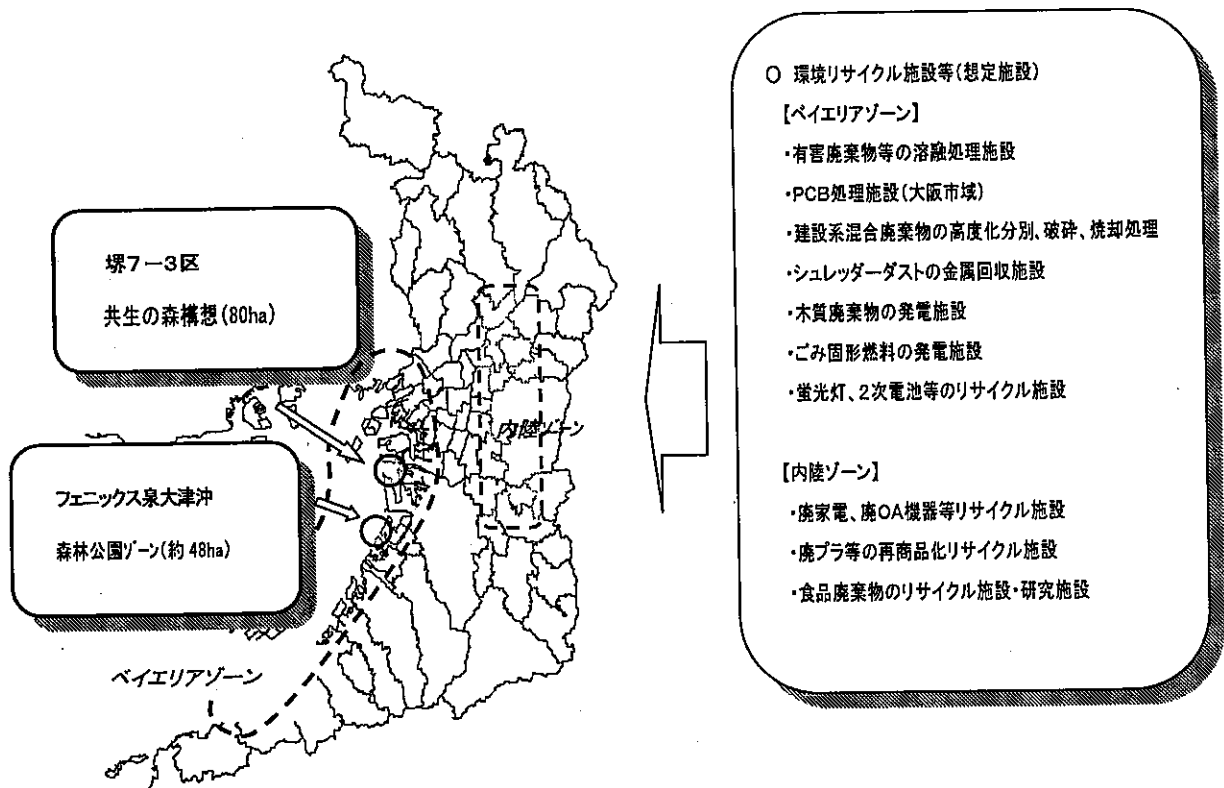 堺7－3区
共生の森構想(80ha)
フェニックス泉大津沖
森林公園ゾーン(約48ha)
内陸ゾーン
ベイエリアゾーン
○ 環境リサイクル施設等(想定施設)
【ベイエリアゾーン】
・有害廃棄物等の溶融処理施設
・PCB処理施設(大阪市域)
・建設系混合廃棄物の高度化分別、破砕、焼却処理
・シュレッダーダストの金属回収施設
・木質廃棄物の発電施設
・ごみ固形燃料の発電施設
・蛍光灯、2次電池等のリサイクル施設
【内陸ゾーン】
・廃家電、廃OA機器等リサイクル施設
・廃プラ等の再商品化リサイクル施設
・食品廃棄物のリサイクル施設・研究施設